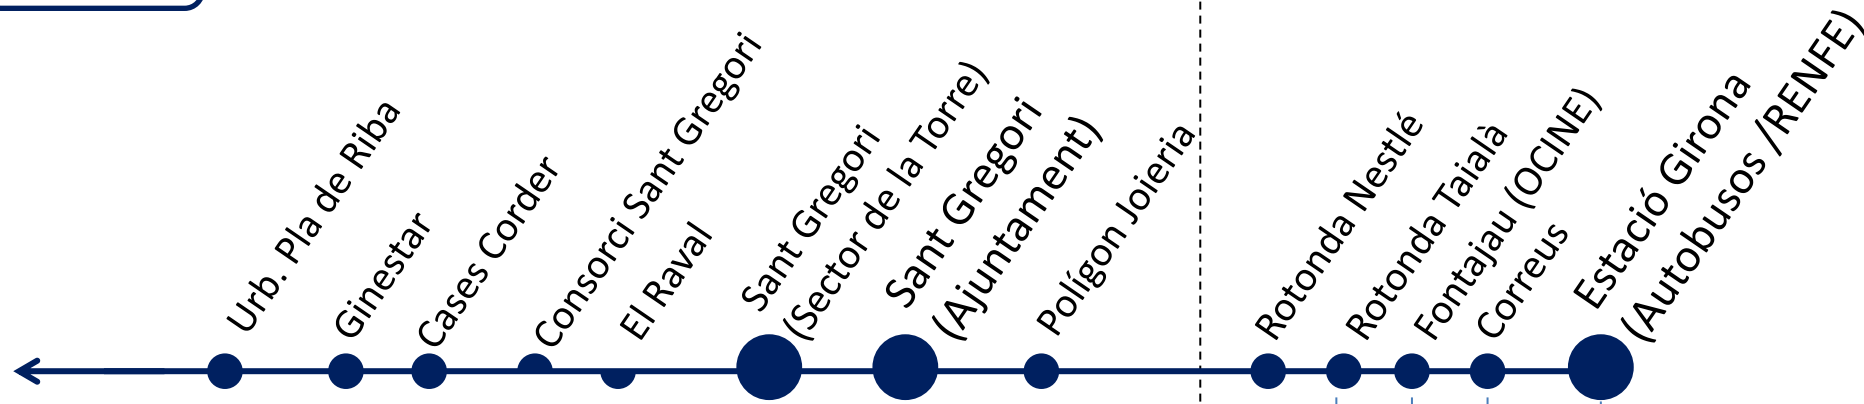 Urb. Pla de Riba
Ginestar
Cases Corder
Consorci Sant Gregori
El Raval
Sant Gregori
(Sector de la Torre)
Sant Gregori
(Ajuntament)
Polígon Joieria
Rotonda Nestlé
Rotonda Taialà
Fontajau (OCINE)
Correus
Estació Girona
(Autobusos /RENFE)